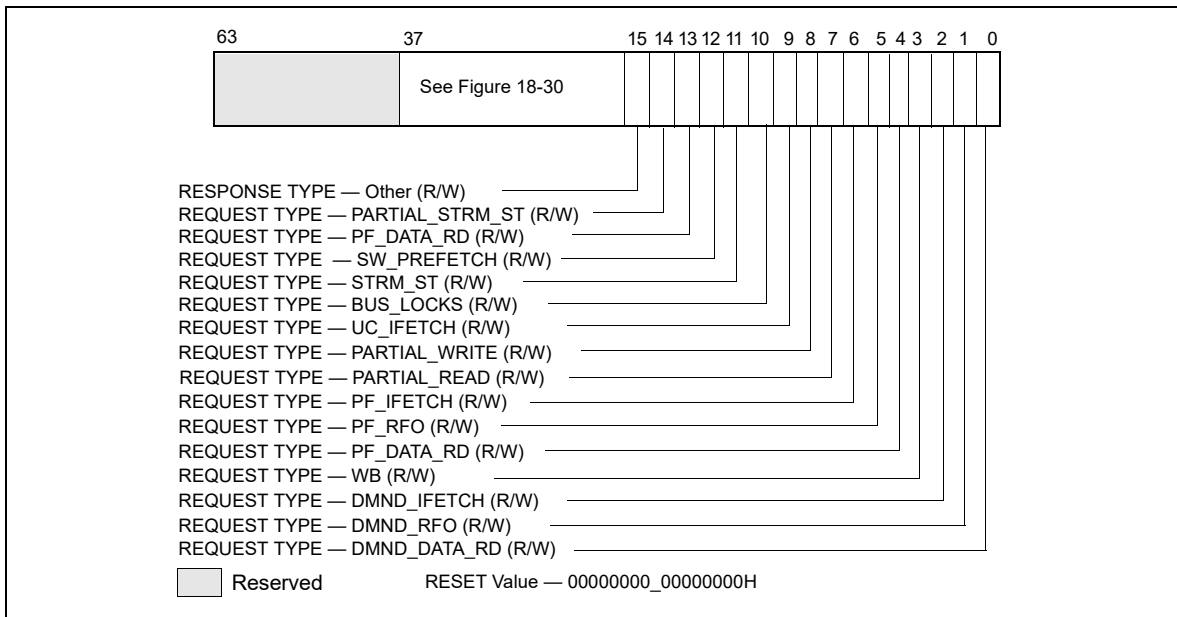 63 37 15 14 13 12 11 10 9 8 7 6 5 4 3 2 1 0
See Figure 18-30
RESPONSE TYPE — Other (R/W)
REQUEST TYPE — PARTIAL_STRM_ST (R/W)
REQUEST TYPE — PF_DATA_RD (R/W)
REQUEST TYPE — SW_PREFETCH (R/W)
REQUEST TYPE — STRM_ST (R/W)
REQUEST TYPE — BUS_LOCKS (R/W)
REQUEST TYPE — UC_IFETCH (R/W)
REQUEST TYPE — PARTIAL_WRITE (R/W)
REQUEST TYPE — PARTIAL_READ (R/W)
REQUEST TYPE — PF_IFETCH (R/W)
REQUEST TYPE — PF_RFO (R/W)
REQUEST TYPE — PF_DATA_RD (R/W)
REQUEST TYPE — WB (R/W)
REQUEST TYPE — DMND_IFETCH (R/W)
REQUEST TYPE — DMND_RFO (R/W)
REQUEST TYPE — DMND_DATA_RD (R/W)
Reserved RESET Value — 00000000_00000000H